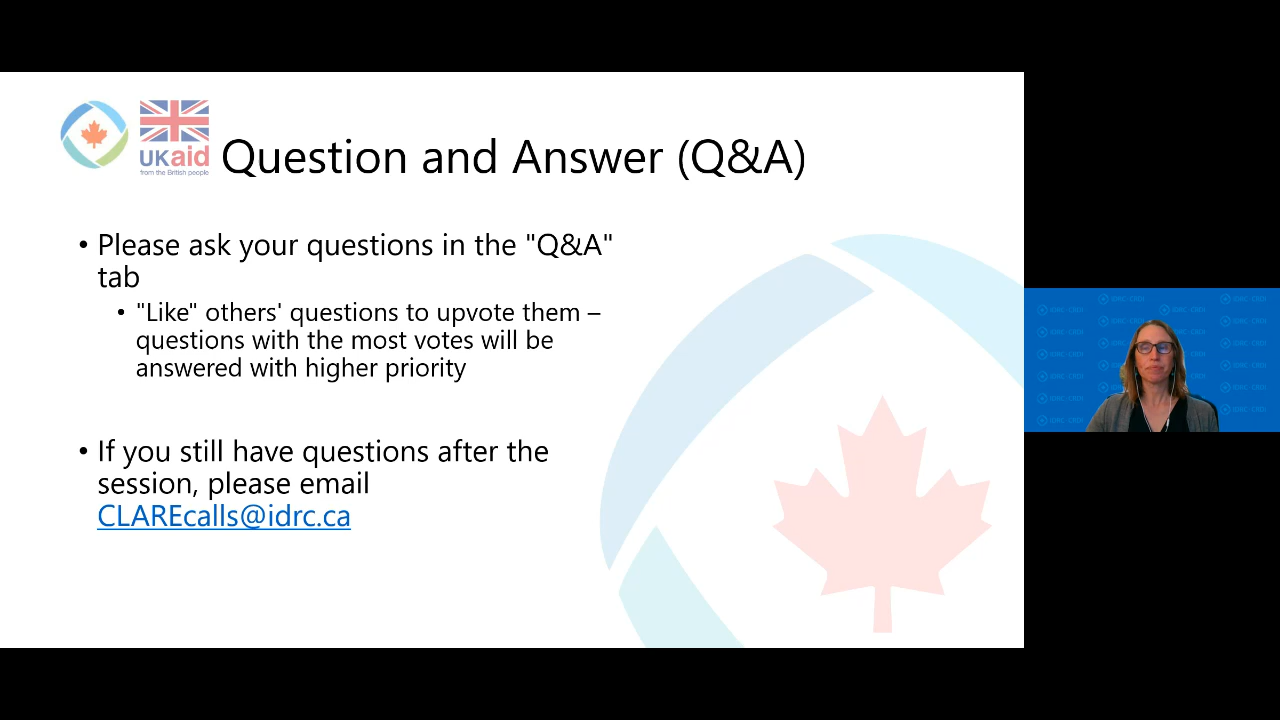 UKaid
from the British people
Question and Answer (Q&A)
• Please ask your questions in the "Q&A"
tab
• "Like" others' questions to upvote them –
questions with the most votes will be
answered with higher priority
• If you still have questions after the
session, please email
CLAREcalls@idrc.ca
IDRC · CRDI